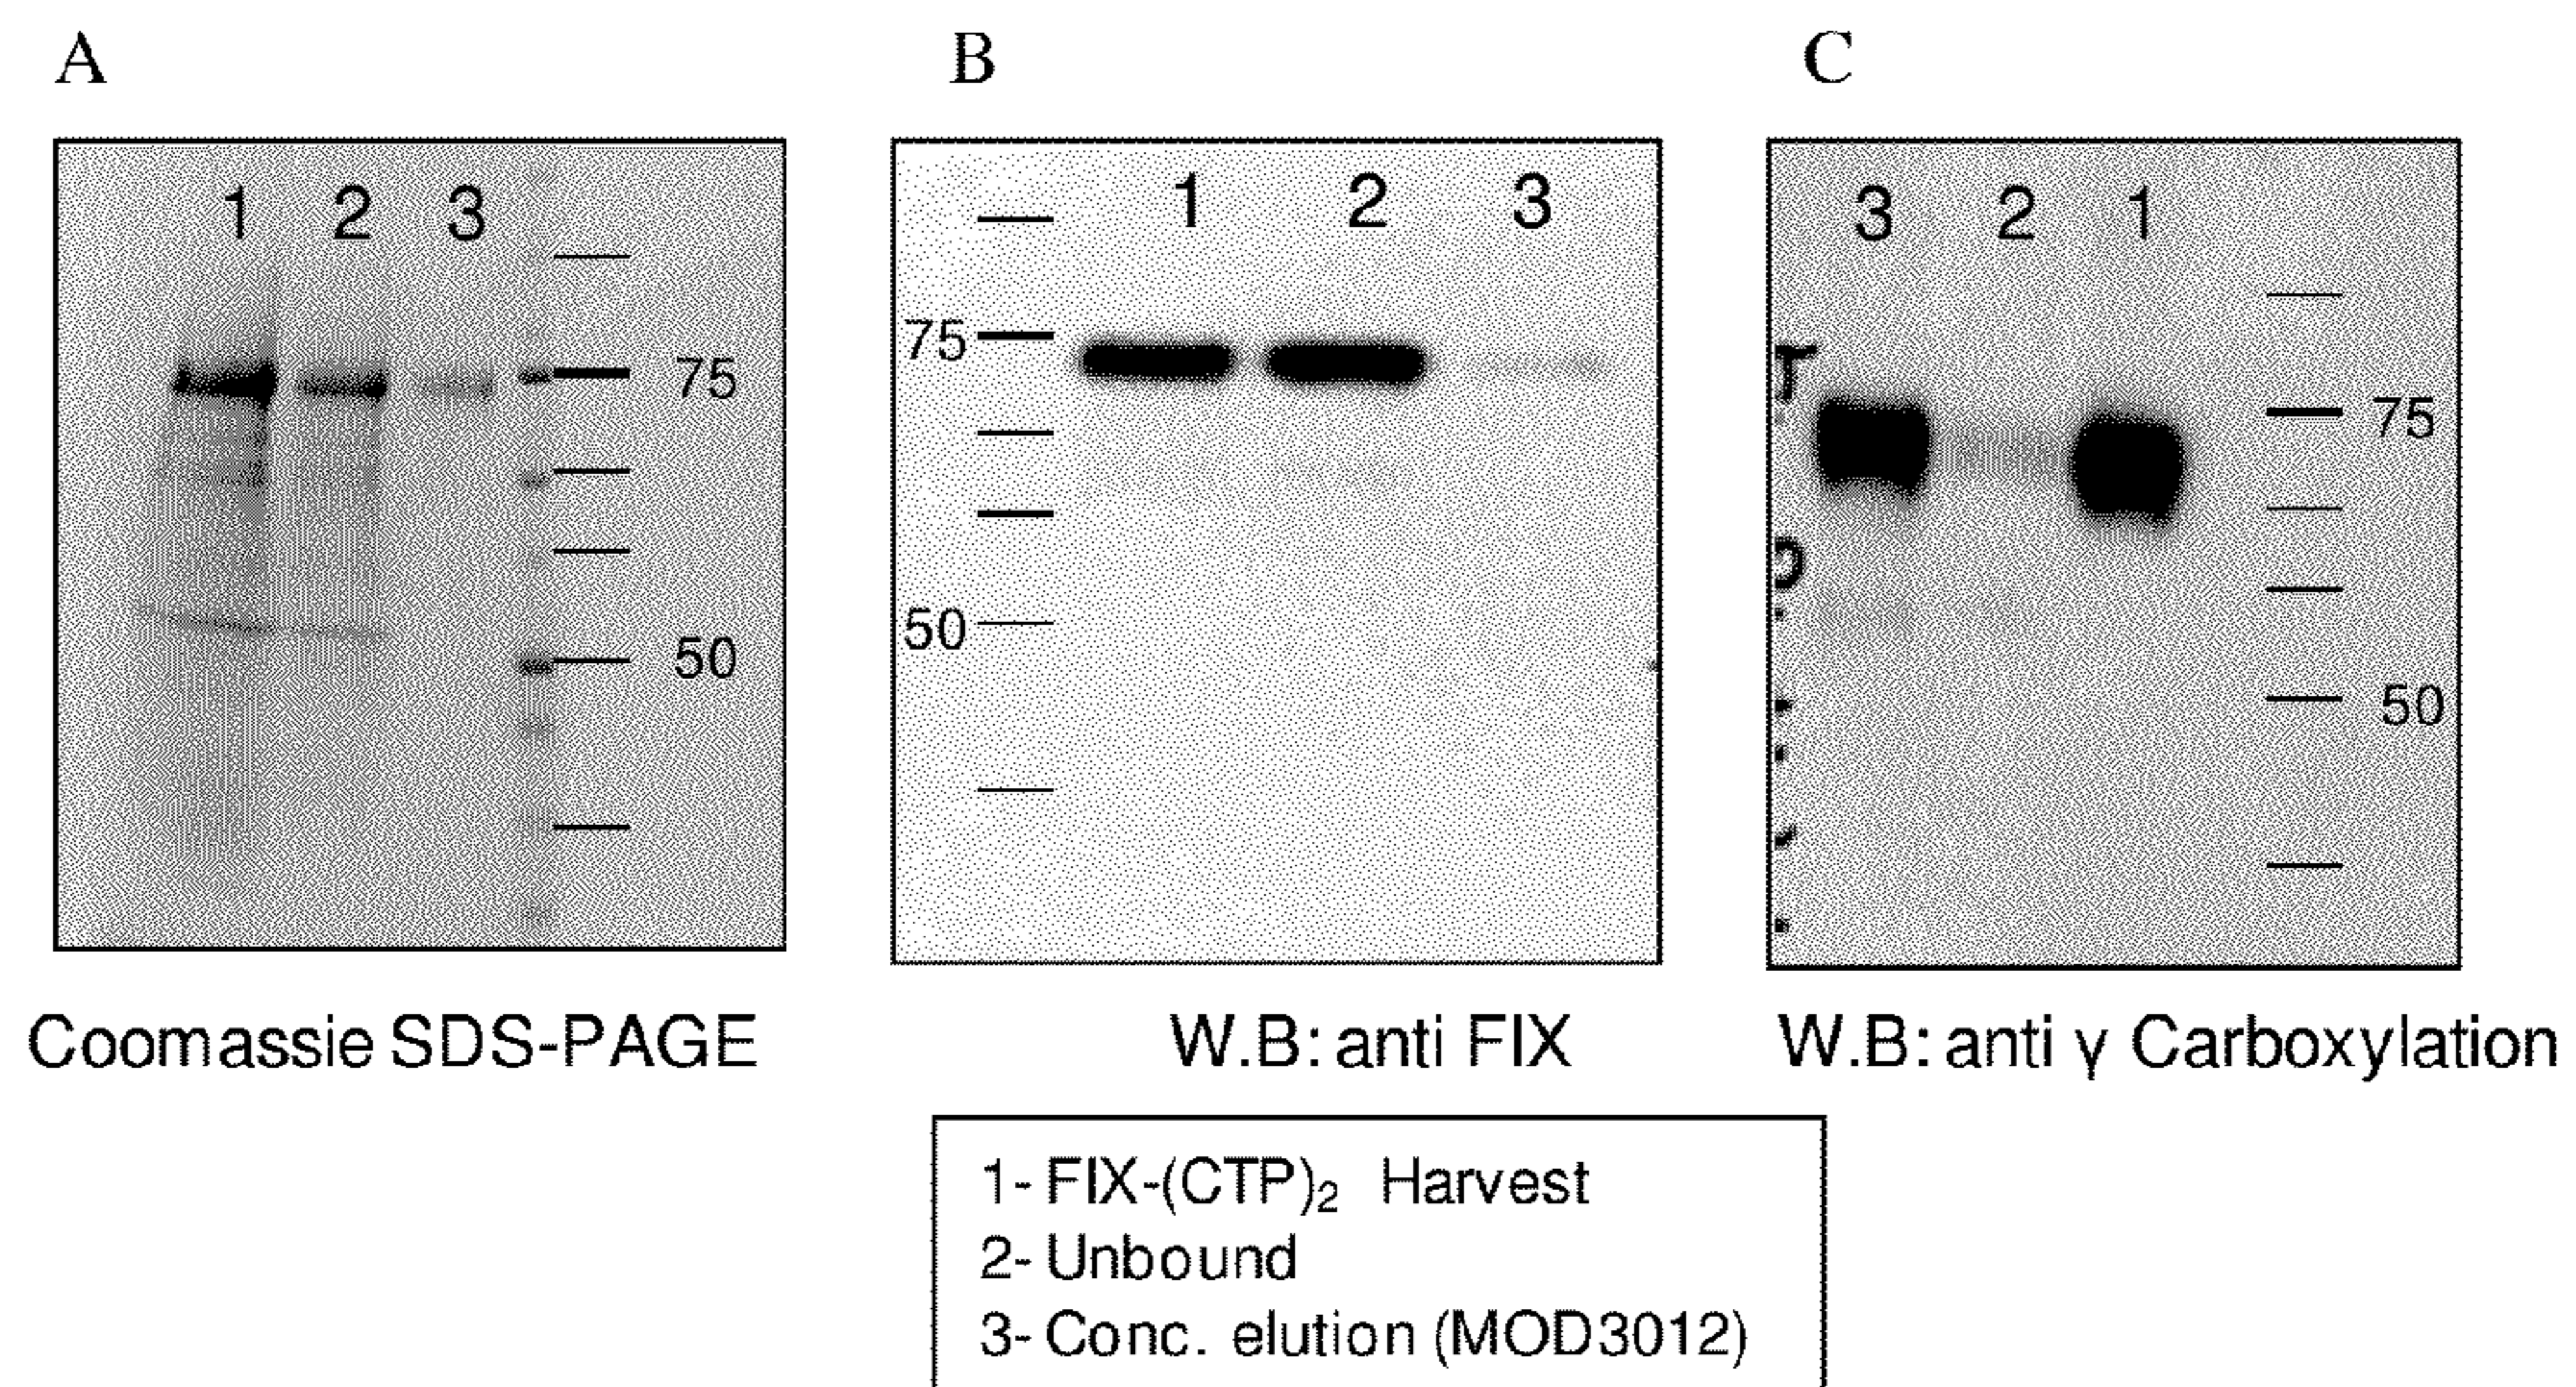 A B C
1 2 3
75
50
1 2 3
75
50
3 2 1
75
50
Coomassie SDS-PAGE
W.B: anti FIX
W.B: anti γ Carboxylation
1- FIX-(CTP)₂ Harvest
2- Unbound
3- Conc. elution (MOD3012)